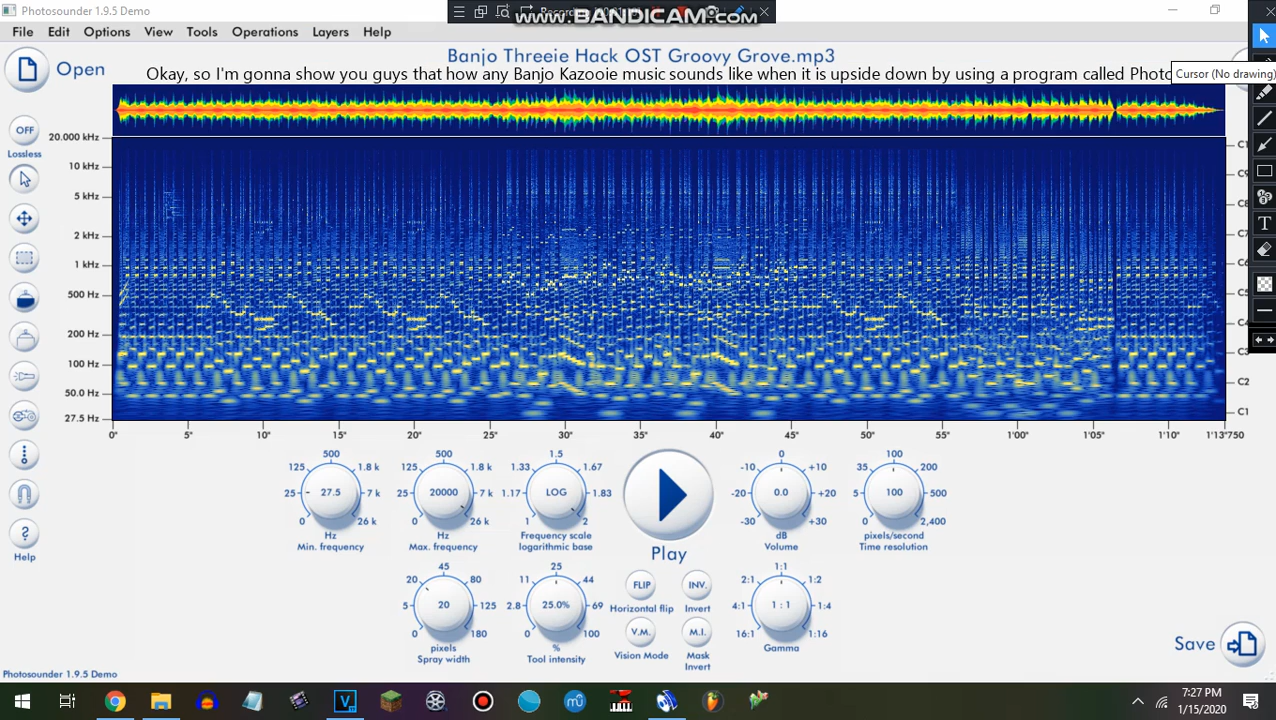 Photosounder 1.9.5 Demo
www.BANDICAM.com
File Edit Options View Tools Operations Layers Help
Banjo Threeie Hack OST Groovy Grove.mp3
Open
Okay, so I'm gonna show you guys that how any Banjo Kazooie music sounds like when it is upside down by using a program called Photo
Cursor (No drawing)
OFF
Lossless
20.000 kHz
10 kHz
5 kHz
2 kHz
1 kHz
500 Hz
200 Hz
100 Hz
50.0 Hz
27.5 Hz
C9
C8
C7
C6
C5
C4
C3
C2
C1
T
0" 5" 10" 15" 20" 25" 30" 35" 40" 45" 50" 55" 1'00" 1'05" 1'10" 1'13"750
500 500 1.5 0 100
125 1.8 k 125 1.8 k 1.33 1.67 -10 +10 35 200
25 27.5 7 k 25 20000 7 k 1.17 LOG 1.83 -20 0.0 +20 5 100 500
0 26 k 0 26 k 1 2 -30 +30 0 2,400
Hz Hz Frequency scale dB pixels/second
Min. frequency Max. frequency logarithmic base Volume Time resolution
Play
45 25 1:1
20 80 11 44 FLIP INV. 2:1 1:2
5 20 125 2.8 25.0% 69 Horizontal flip Invert 4:1 1 : 1 1:4
0 180 0 100 V.M. M.I. 16:1 1:16
pixels % Vision Mode Mask Gamma
Spray width Tool intensity Invert
?
Help
Save
Photosounder 1.9.5 Demo
7:27 PM
1/15/2020